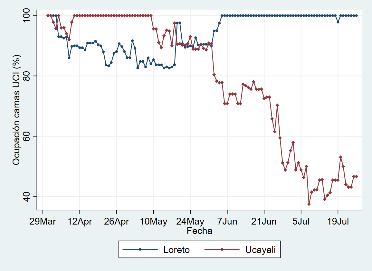 Ocupación camas UCI (%)
100
80
60
40
29Mar 12Apr 26Apr 10May 24May 7Jun 21Jun 5Jul 19Jul
Fecha
Loreto Ucayali